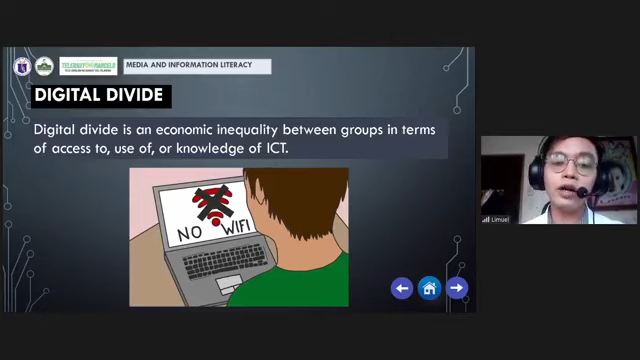 MEDIA AND INFORMATION LITERACY
DIGITAL DIVIDE
Digital divide is an economic inequality between groups in terms
of access to, use of, or knowledge of ICT.
NO WIFI
Limuel